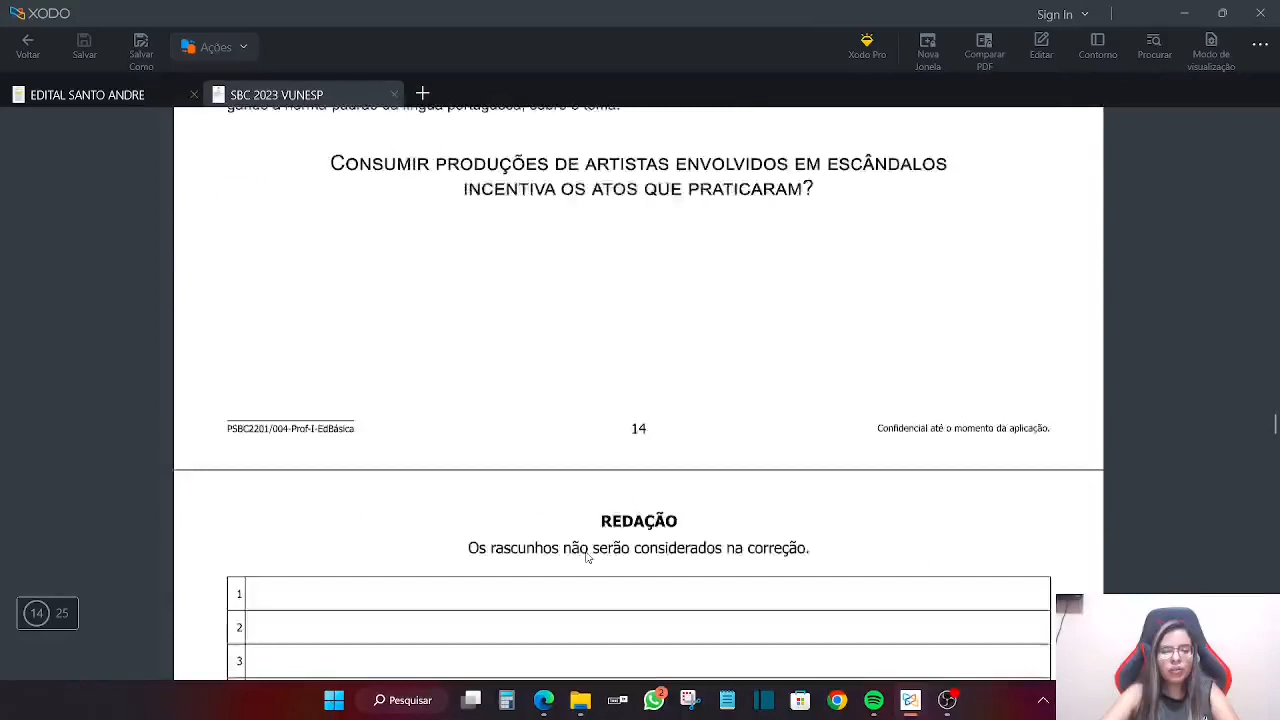 XODO
Sign In
Voltar
Salvar
Salvar Como
Ações
Xodo Pro
Nova Janela
Comparar PDF
Editar
Contorno
Procurar
Modo de visualização
EDITAL SANTO ANDRE
SBC 2023 VUNESP
CONSUMIR PRODUÇÕES DE ARTISTAS ENVOLVIDOS EM ESCÂNDALOS
INCENTIVA OS ATOS QUE PRATICARAM?
PSBC2201/004-Prof-I-EdBásica
14
Confidencial até o momento da aplicação.
REDAÇÃO
Os rascunhos não serão considerados na correção.
1
2
3
14 25
Pesquisar
2